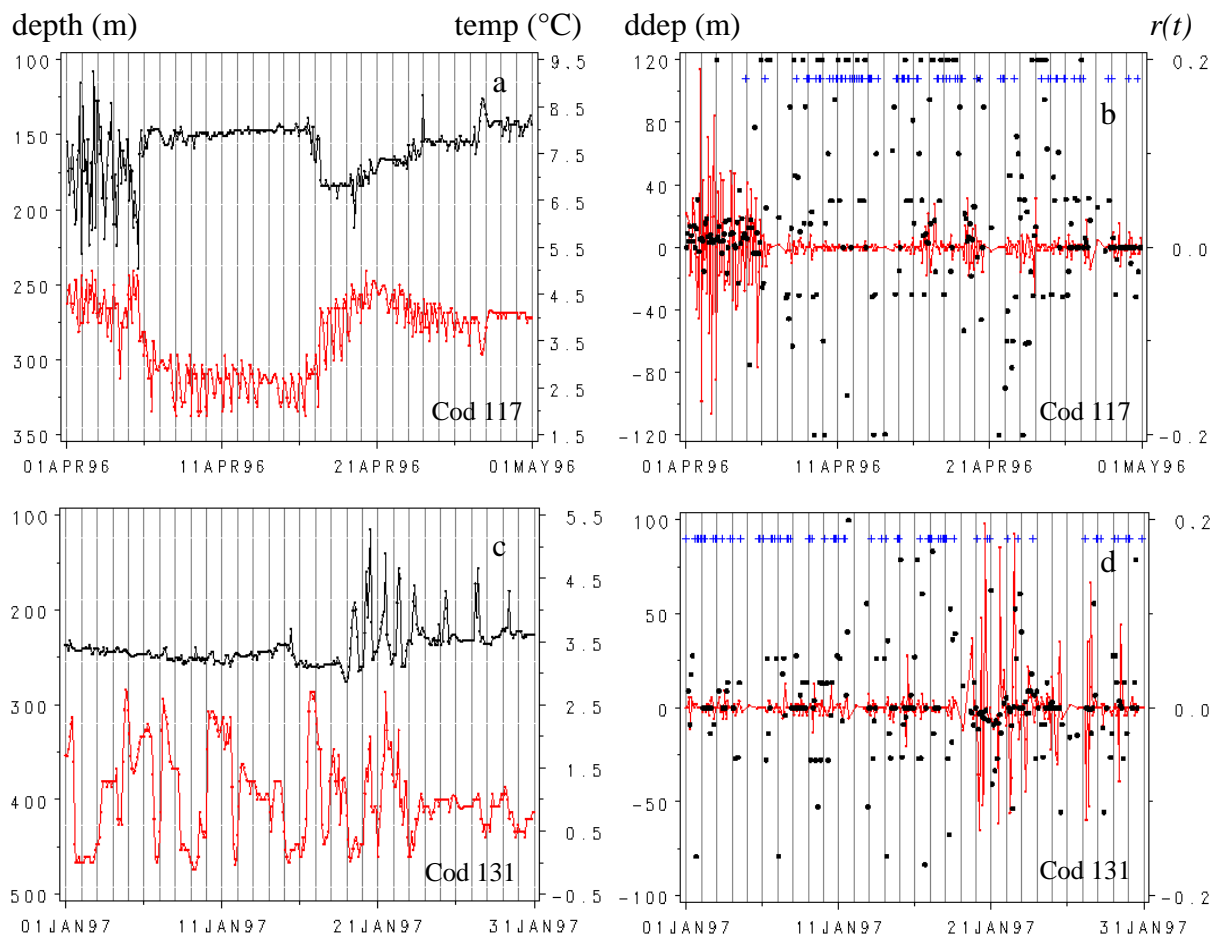 depth (m) temp (°C) ddep (m) r(t)
100 9.5 120 0.2
a
8.5 80 b
150
7.5 40
200 6.5
0 0.0
250 5.5
4.5 -40
300 3.5
2.5 -80
Cod 117 Cod 117
350 1.5 -120 -0.2
01APR96 11APR96 21APR96 01MAY96 01APR96 11APR96 21APR96 01MAY96
100 5.5 100 0.2
c d
4.5
200 50
3.5
300 2.5 0 0.0
1.5
400 -50
0.5
Cod 131 Cod 131
500 -0.5 -100 -0.2
01JAN97 11JAN97 21JAN97 31JAN97 01JAN97 11JAN97 21JAN97 31JAN97